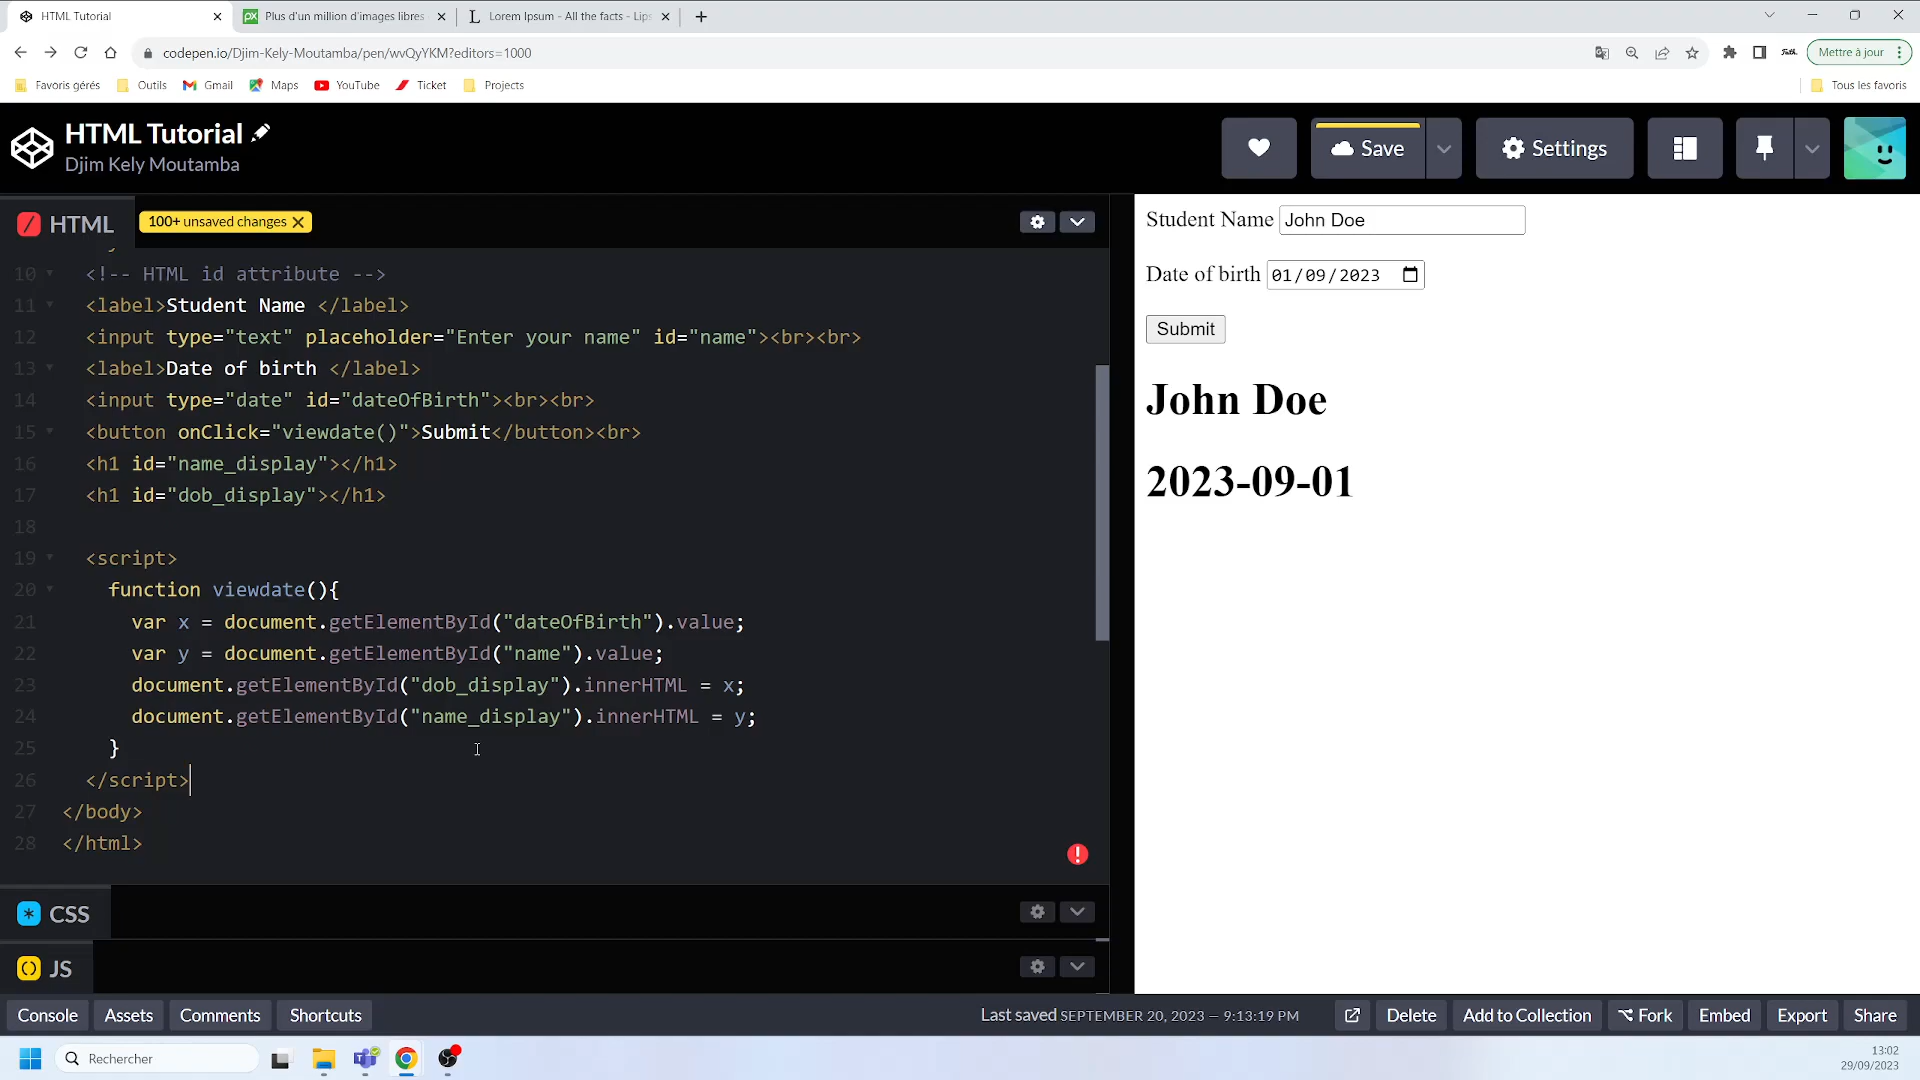 HTML Tutorial
Plus d'un million d'images libres
Lorem Ipsum - All the facts - Lips
codepen.io/Djim-Kely-Moutamba/pen/wvQyYKM?editors=1000
Mettre à jour
Favoris gérés
Outils
Gmail
Maps
YouTube
Ticket
Projects
Tous les favoris
HTML Tutorial
Djim Kely Moutamba
Save
Settings
HTML
100+ unsaved changes
10 <!-- HTML id attribute -->
11 <label>Student Name </label>
12 <input type="text" placeholder="Enter your name" id="name"><br><br>
13 <label>Date of birth </label>
14 <input type="date" id="dateOfBirth"><br><br>
15 <button onClick="viewdate()">Submit</button><br>
16 <h1 id="name_display"></h1>
17 <h1 id="dob_display"></h1>
18
19 <script>
20 function viewdate(){
21 var x = document.getElementById("dateOfBirth").value;
22 var y = document.getElementById("name").value;
23 document.getElementById("dob_display").innerHTML = x;
24 document.getElementById("name_display").innerHTML = y;
25 }
26 </script>
27 </body>
28 </html>
Student Name John Doe
Date of birth 01/09/2023
Submit
John Doe
2023-09-01
CSS
JS
Console
Assets
Comments
Shortcuts
Last saved SEPTEMBER 20, 2023 — 9:13:19 PM
Delete
Add to Collection
Fork
Embed
Export
Share
Rechercher
13:02
29/09/2023